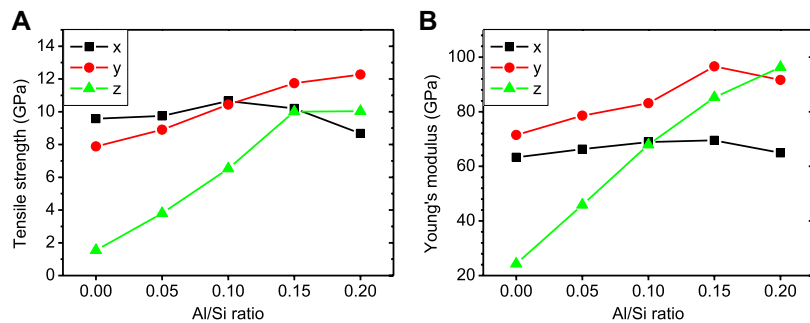 A
14
12
10
8
6
4
2
0
Tensile strength (GPa)
x
y
z
0.00 0.05 0.10 0.15 0.20
Al/Si ratio
B
100
80
60
40
20
Young's modulus (GPa)
x
y
z
0.00 0.05 0.10 0.15 0.20
Al/Si ratio